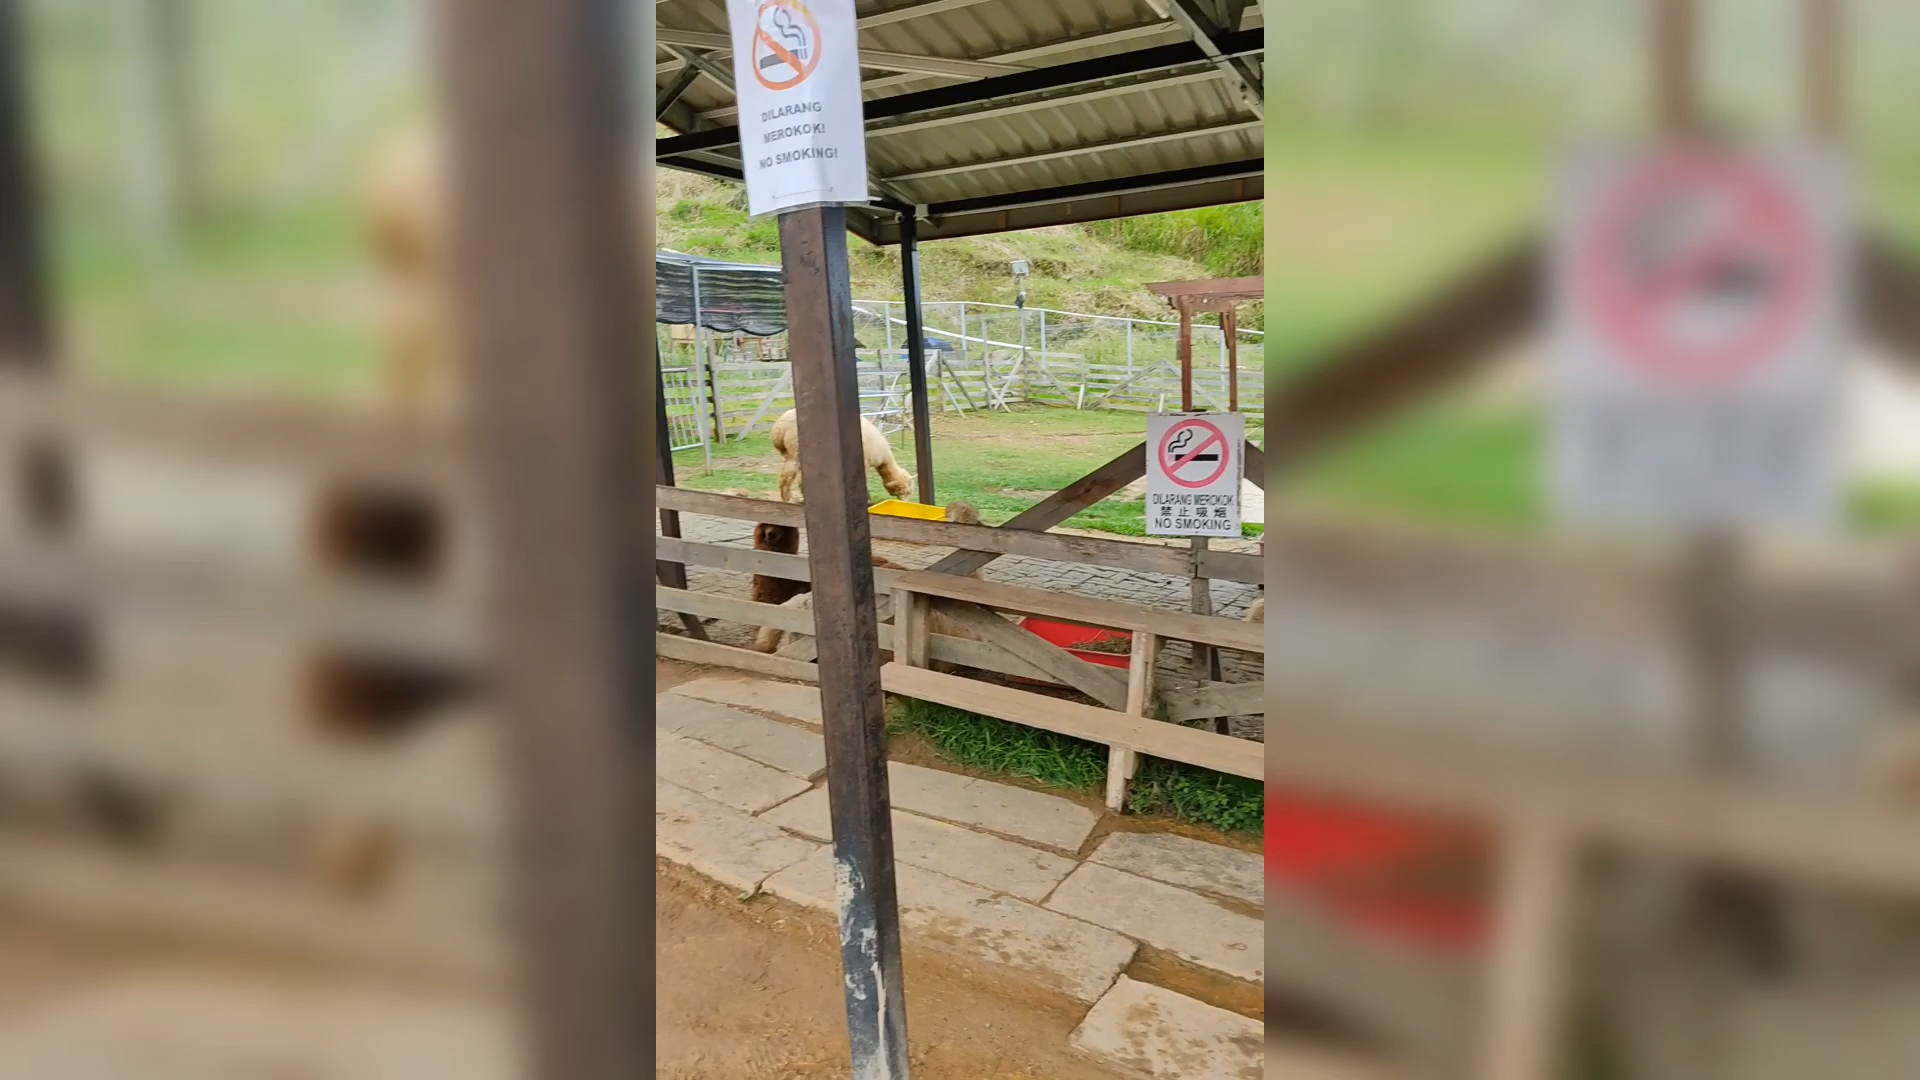 DILARANG
MEROKOK!
NO SMOKING!
DILARANG MEROKOK
禁止吸烟
NO SMOKING